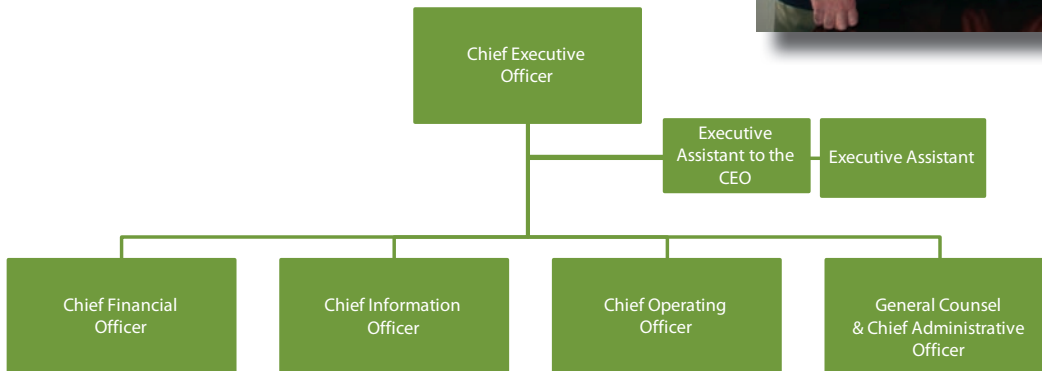 Chief Executive
Officer
Executive
Assistant to the
CEO
Executive Assistant
Chief Financial
Officer
Chief Information
Officer
Chief Operating
Officer
General Counsel
& Chief Administrative
Officer